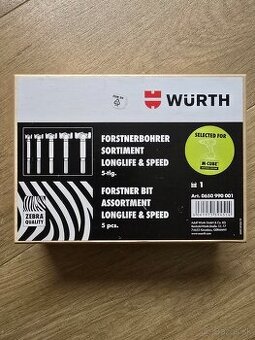 WÜRTH
SELECTED FOR
M-CUBE
FORSTNERBOHRER
SORTIMENT
LONGLIFE & SPEED
5-tlg.
1
Art. 0650 990 001
FORSTNER BIT
ASSORTMENT
LONGLIFE & SPEED
5 pcs.
ZEBRA
QUALITY